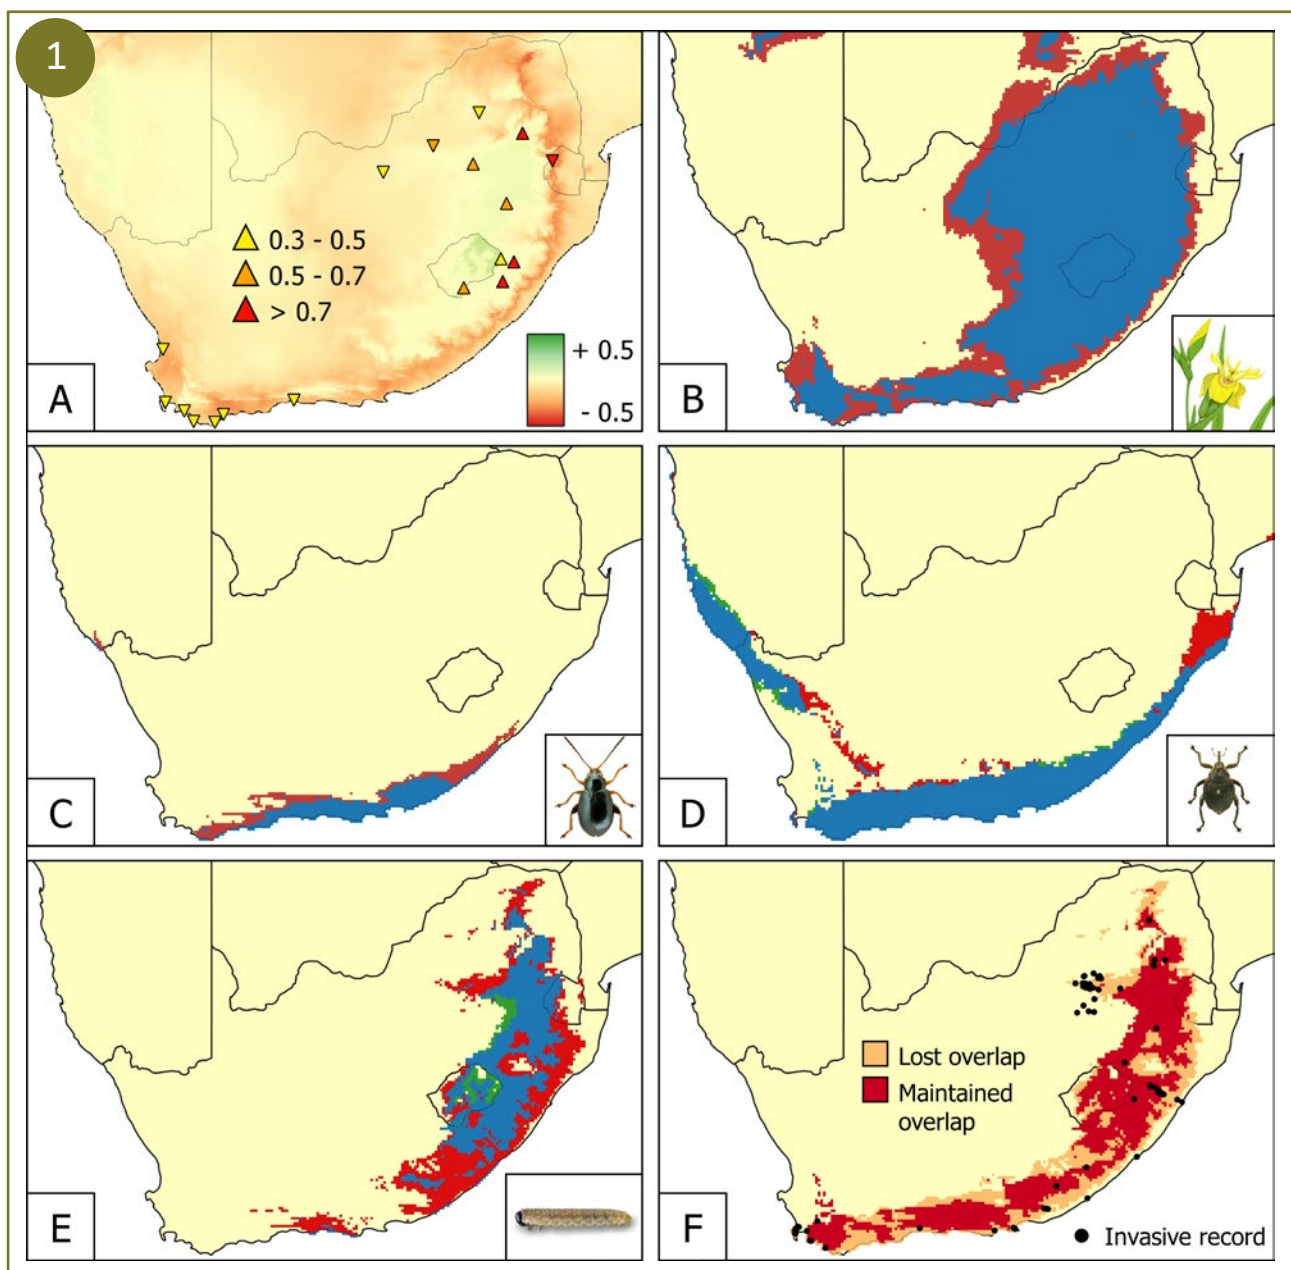 1
0.3 - 0.5
0.5 - 0.7
> 0.7
+ 0.5
- 0.5
A
B
C
D
E
Lost overlap
Maintained
overlap
F
Invasive record